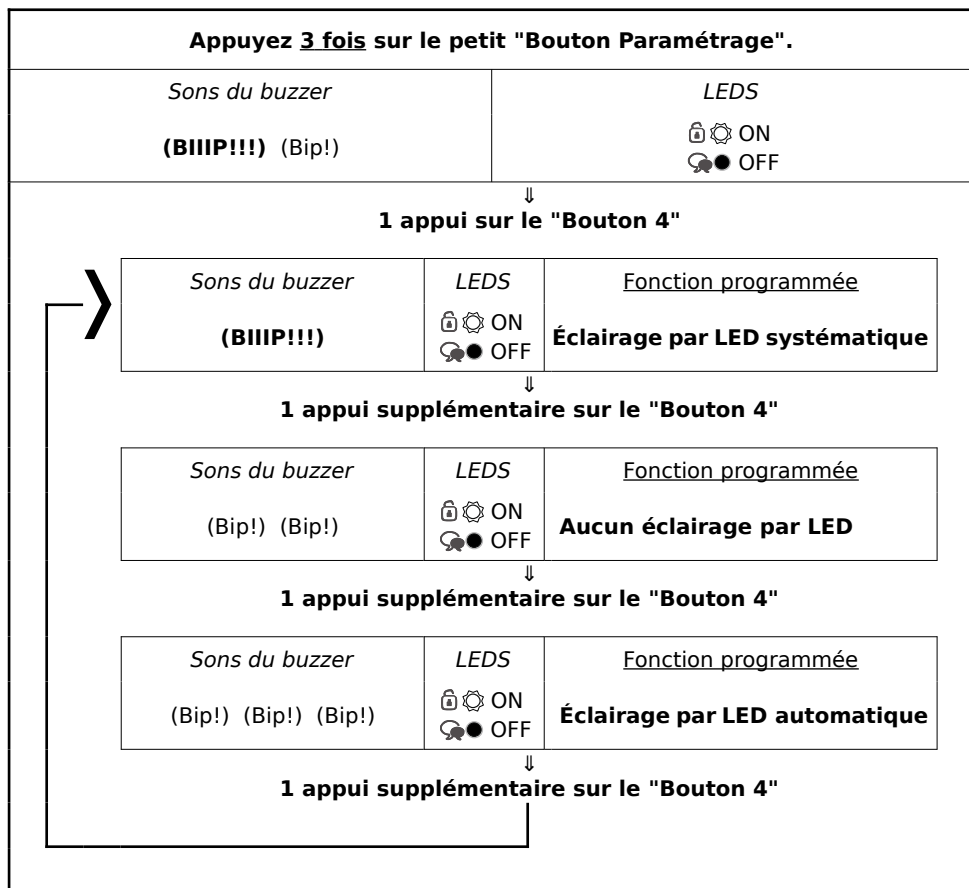 Appuyez 3 fois sur le petit "Bouton Paramétrage".
Sons du buzzer
LEDS
(BIIIP!!!) (Bip!)
ON
OFF
⇓
1 appui sur le "Bouton 4"
Sons du buzzer
LEDS
Fonction programmée
(BIIIP!!!)
ON
OFF
Éclairage par LED systématique
⇓
1 appui supplémentaire sur le "Bouton 4"
Sons du buzzer
LEDS
Fonction programmée
(Bip!) (Bip!)
ON
OFF
Aucun éclairage par LED
⇓
1 appui supplémentaire sur le "Bouton 4"
Sons du buzzer
LEDS
Fonction programmée
(Bip!) (Bip!) (Bip!)
ON
OFF
Éclairage par LED automatique
⇓
1 appui supplémentaire sur le "Bouton 4"